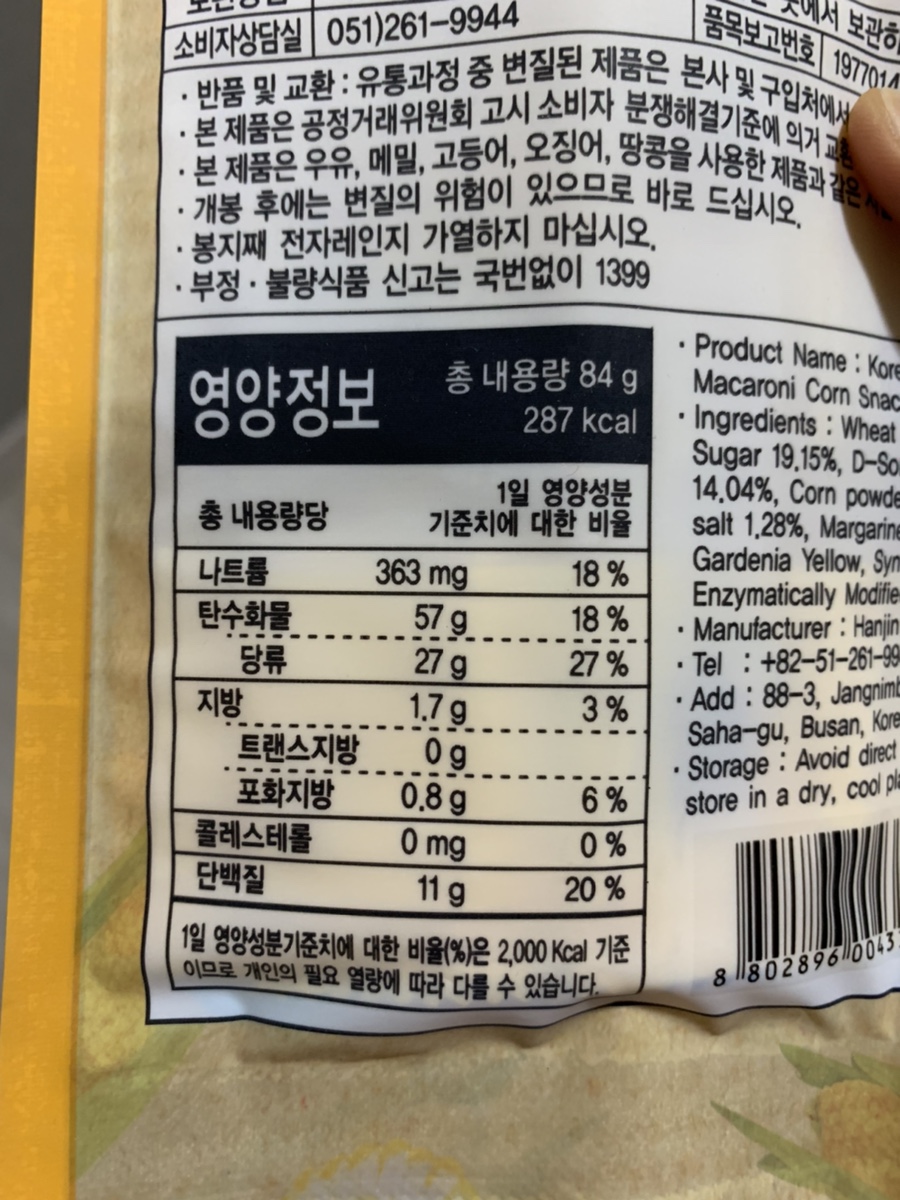 소비자상담실 051)261-9944
품목보고번호 1977014
· 반품 및 교환 : 유통과정 중 변질된 제품은 본사 및 구입처에서
· 본 제품은 공정거래위원회 고시 소비자 분쟁해결기준에 의거 교환
· 본 제품은 우유, 메밀, 고등어, 오징어, 땅콩을 사용한 제품과 같은
· 개봉 후에는 변질의 위험이 있으므로 바로 드십시오.
· 봉지째 전자레인지 가열하지 마십시오.
· 부정 · 불량식품 신고는 국번없이 1399
영양정보 총 내용량 84 g
287 kcal
총 내용량당 1일 영양성분
기준치에 대한 비율
나트륨 363 mg 18 %
탄수화물 57 g 18 %
당류 27 g 27 %
지방 1.7 g 3 %
트랜스지방 0 g
포화지방 0.8 g 6 %
콜레스테롤 0 mg 0 %
단백질 11 g 20 %
1일 영양성분기준치에 대한 비율(%)은 2,000 Kcal 기준
이므로 개인의 필요 열량에 따라 다를 수 있습니다.
· Product Name : Kore
Macaroni Corn Snac
· Ingredients : Wheat
Sugar 19.15%, D-So
14.04%, Corn powde
salt 1.28%, Margarine
Gardenia Yellow, Syn
Enzymatically Modifie
· Manufacturer : Hanjin
· Tel : +82-51-261-99
· Add : 88-3, Jangnimb
Saha-gu, Busan, Kore
· Storage : Avoid direct
store in a dry, cool pla
8 802896 0043